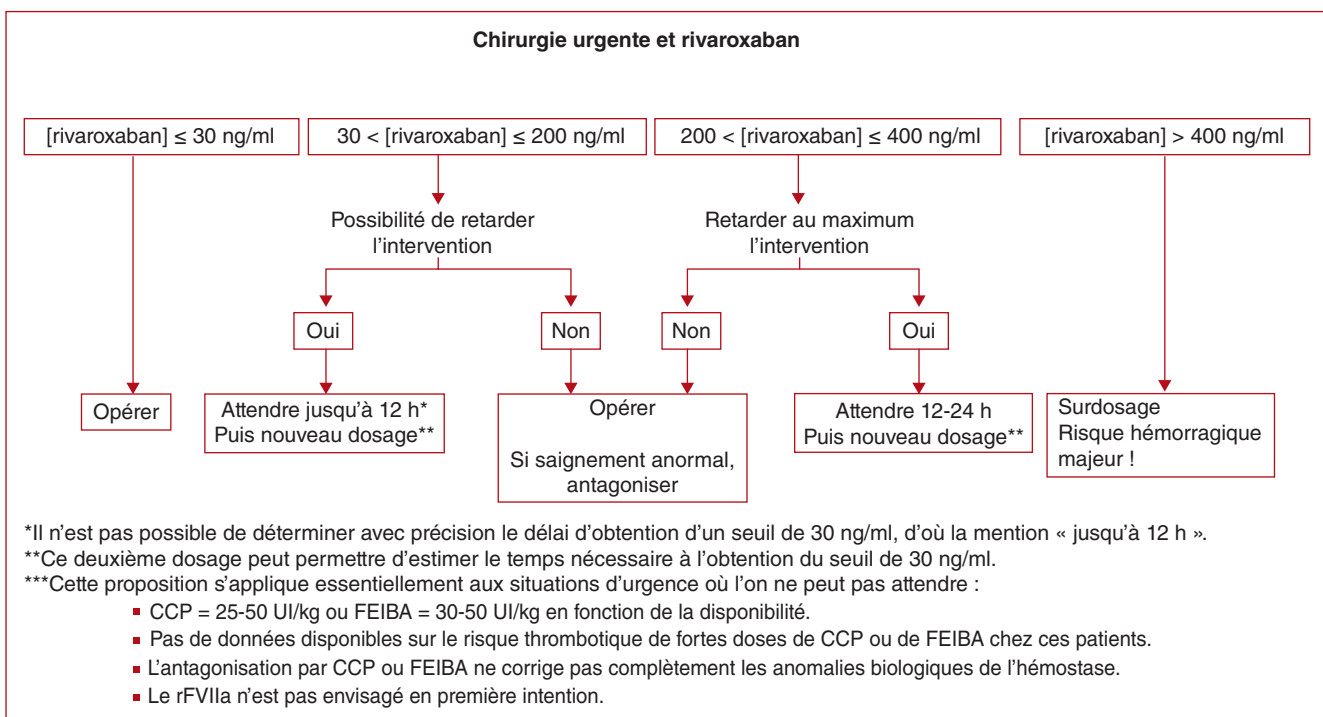 Chirurgie urgente et rivaroxaban
[rivaroxaban] ≤ 30 ng/ml
30 < [rivaroxaban] ≤ 200 ng/ml
200 < [rivaroxaban] ≤ 400 ng/ml
[rivaroxaban] > 400 ng/ml
Possibilité de retarder
l’intervention
Retarder au maximum
l’intervention
Oui
Non
Non
Oui
Opérer
Attendre jusqu’à 12 h*
Puis nouveau dosage**
Opérer
Si saignement anormal,
antagoniser
Attendre 12-24 h
Puis nouveau dosage**
Surdosage
Risque hémorragique
majeur !
*Il n’est pas possible de déterminer avec précision le délai d’obtention d’un seuil de 30 ng/ml, d’où la mention « jusqu’à 12 h ».
**Ce deuxième dosage peut permettre d’estimer le temps nécessaire à l’obtention du seuil de 30 ng/ml.
***Cette proposition s’applique essentiellement aux situations d’urgence où l’on ne peut pas attendre :
▪ CCP = 25-50 UI/kg ou FEIBA = 30-50 UI/kg en fonction de la disponibilité.
▪ Pas de données disponibles sur le risque thrombotique de fortes doses de CCP ou de FEIBA chez ces patients.
▪ L’antagonisation par CCP ou FEIBA ne corrige pas complètement les anomalies biologiques de l’hémostase.
▪ Le rFVIIa n’est pas envisagé en première intention.